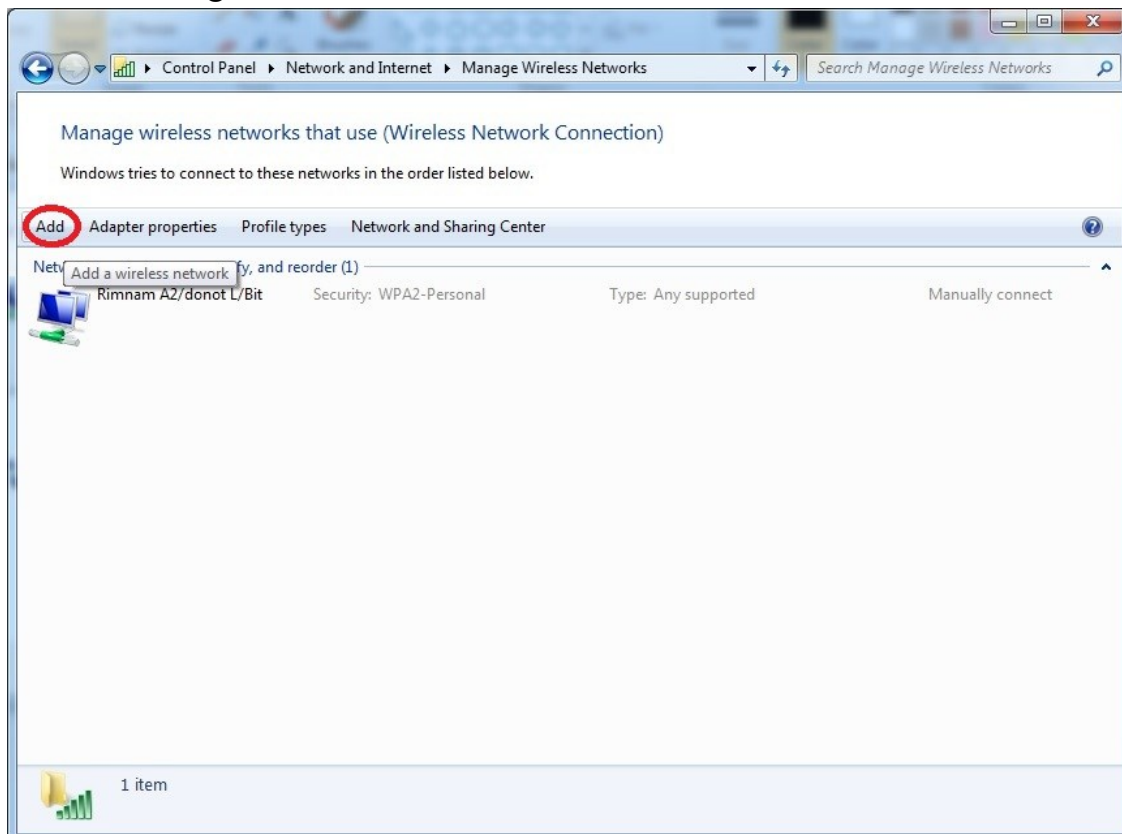 Control Panel ▸ Network and Internet ▸ Manage Wireless Networks
Search Manage Wireless Networks
Manage wireless networks that use (Wireless Network Connection)
Windows tries to connect to these networks in the order listed below.
Add Adapter properties Profile types Network and Sharing Center
and reorder (1)
Add a wireless network
Rimnam A2/donot L/Bit Security: WPA2-Personal Type: Any supported Manually connect
1 item